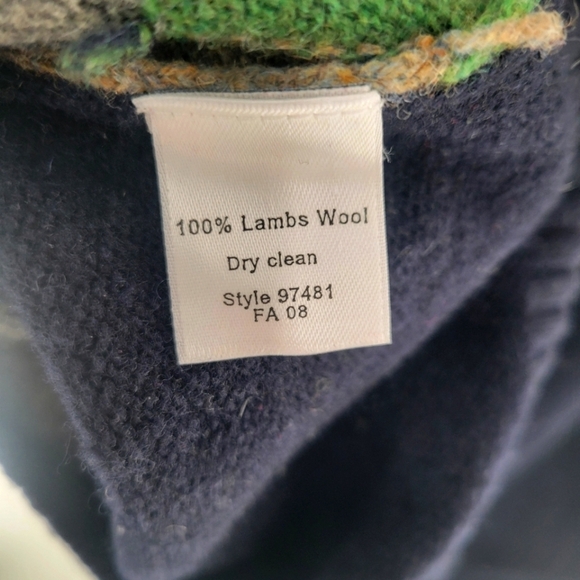 100% Lambs Wool
Dry clean
Style 97481
FA 08